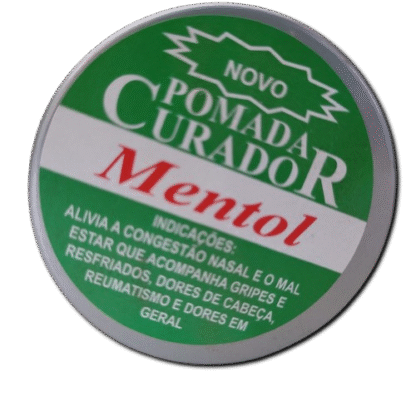 NOVO
POMADA
CURADOR
Mentol
INDICAÇÕES:
ALIVIA A CONGESTÃO NASAL E O MAL
ESTAR QUE ACOMPANHA GRIPES E
RESFRIADOS, DORES DE CABEÇA,
REUMATISMO E DORES EM
GERAL